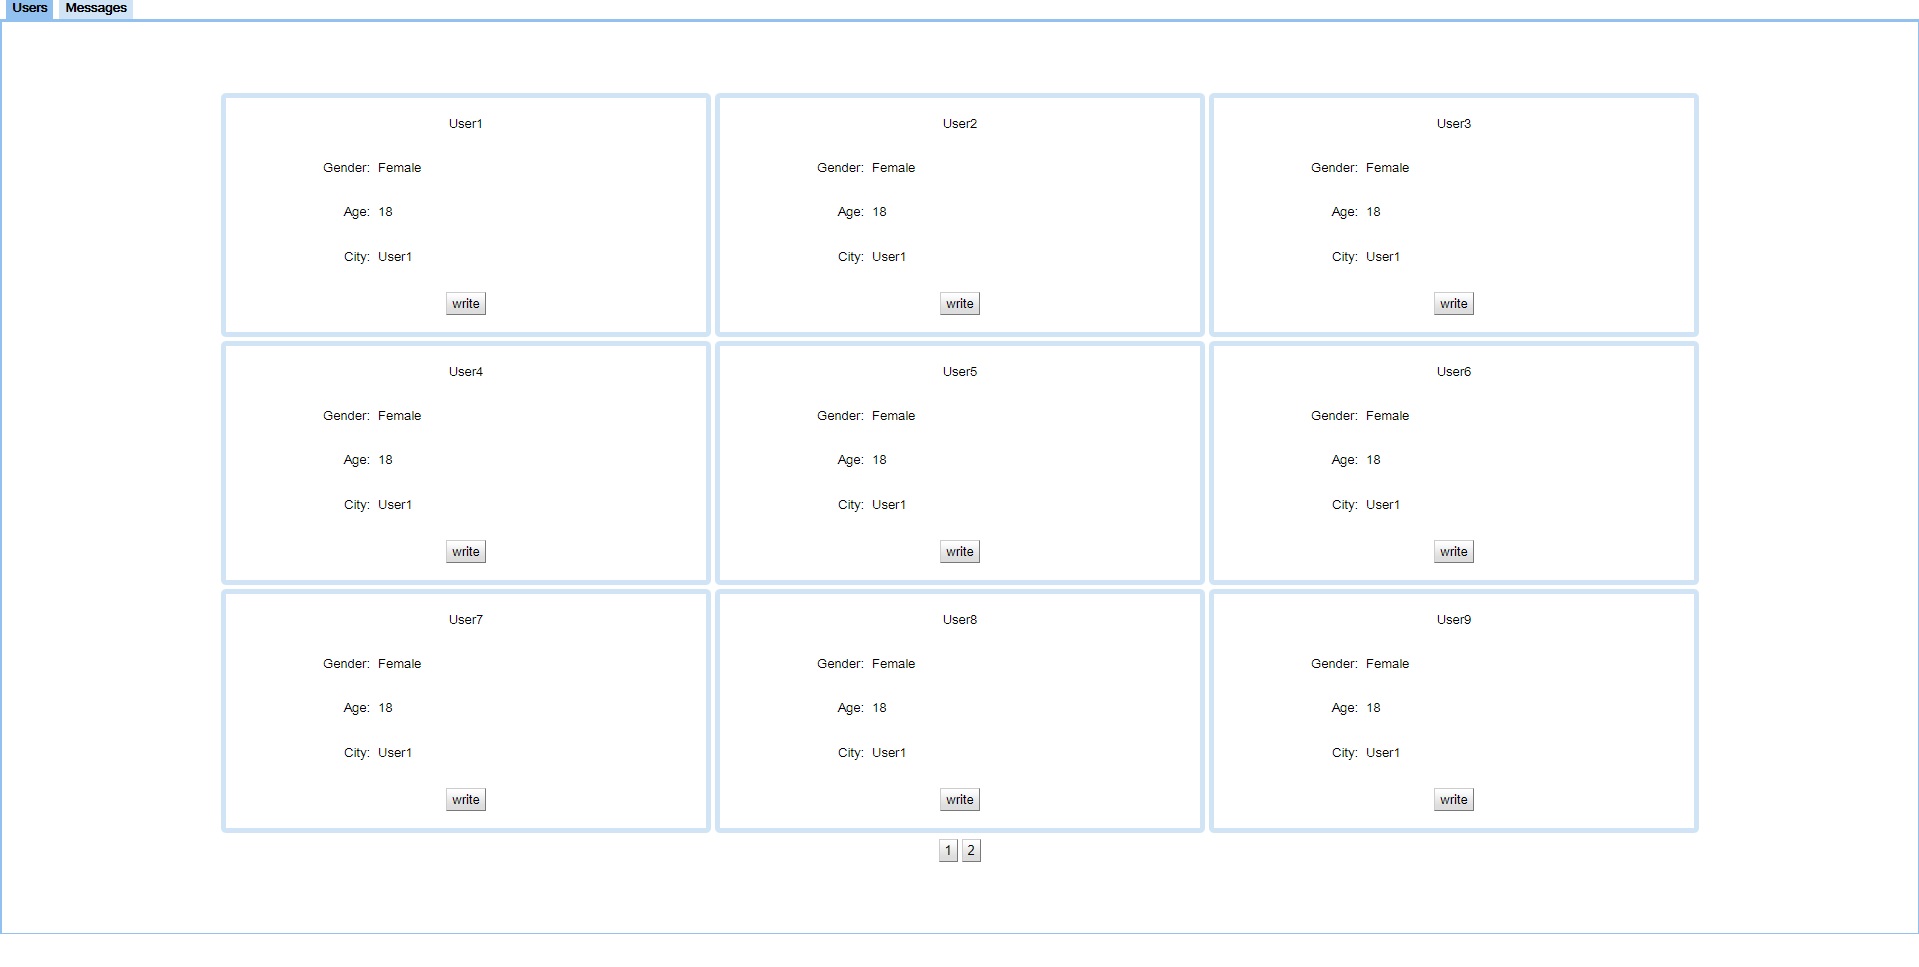 Users Messages
User1 User2 User3
Gender: Female Gender: Female Gender: Female
Age: 18 Age: 18 Age: 18
City: User1 City: User1 City: User1
write write write
User4 User5 User6
Gender: Female Gender: Female Gender: Female
Age: 18 Age: 18 Age: 18
City: User1 City: User1 City: User1
write write write
User7 User8 User9
Gender: Female Gender: Female Gender: Female
Age: 18 Age: 18 Age: 18
City: User1 City: User1 City: User1
write write write
1 2